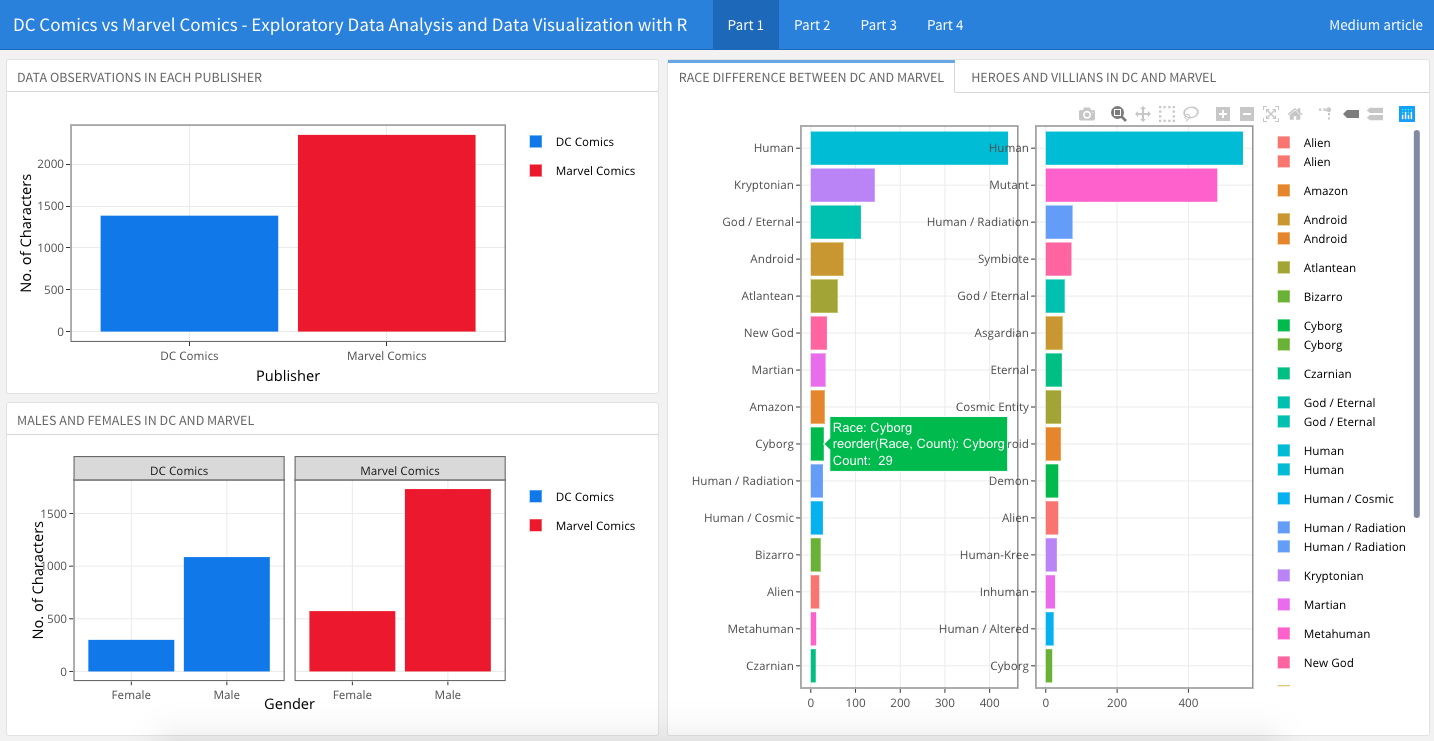 DC Comics vs Marvel Comics - Exploratory Data Analysis and Data Visualization with R
Part 1
Part 2
Part 3
Part 4
Medium article
DATA OBSERVATIONS IN EACH PUBLISHER
No. of Characters
2000
1500
1000
500
0
DC Comics
Marvel Comics
Publisher
DC Comics
Marvel Comics
MALES AND FEMALES IN DC AND MARVEL
DC Comics
Marvel Comics
No. of Characters
1500
1000
500
0
Female
Male
Female
Male
Gender
DC Comics
Marvel Comics
RACE DIFFERENCE BETWEEN DC AND MARVEL
HEROES AND VILLIANS IN DC AND MARVEL
Human
Kryptonian
God / Eternal
Android
Atlantean
New God
Martian
Amazon
Cyborg
Human / Radiation
Human / Cosmic
Bizarro
Alien
Metahuman
Czarnian
0
100
200
300
400
Race: Cyborg
reorder(Race, Count): Cyborg
Count: 29
Human
Mutant
Human / Radiation
Symbiote
God / Eternal
Asgardian
Eternal
Cosmic Entity
roid
Demon
Alien
Human-Kree
Inhuman
Human / Altered
Cyborg
0
200
400
Alien
Alien
Amazon
Android
Android
Atlantean
Bizarro
Cyborg
Cyborg
Czarnian
God / Eternal
God / Eternal
Human
Human
Human / Cosmic
Human / Radiation
Human / Radiation
Kryptonian
Martian
Metahuman
New God